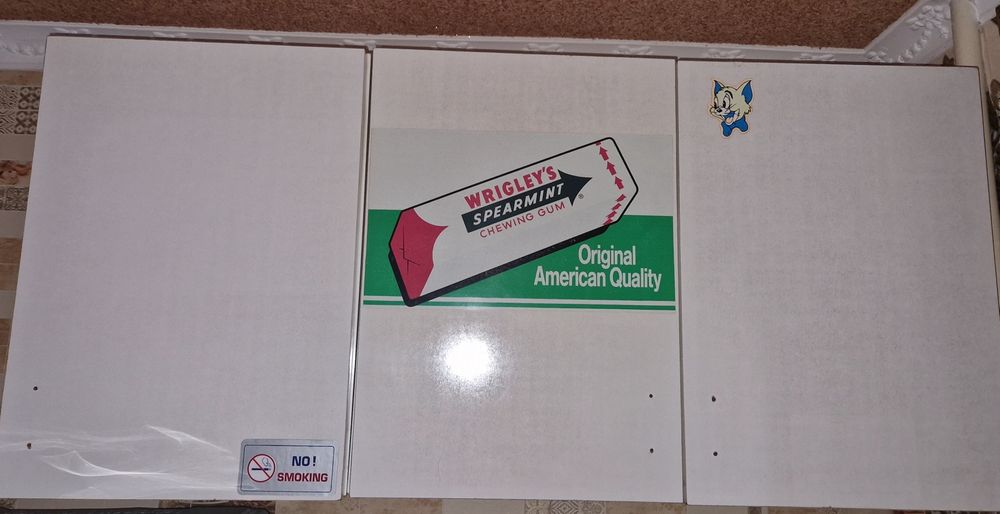 WRIGLEY'S
SPEARMINT
CHEWING GUM ®
Original
American Quality
NO!
SMOKING